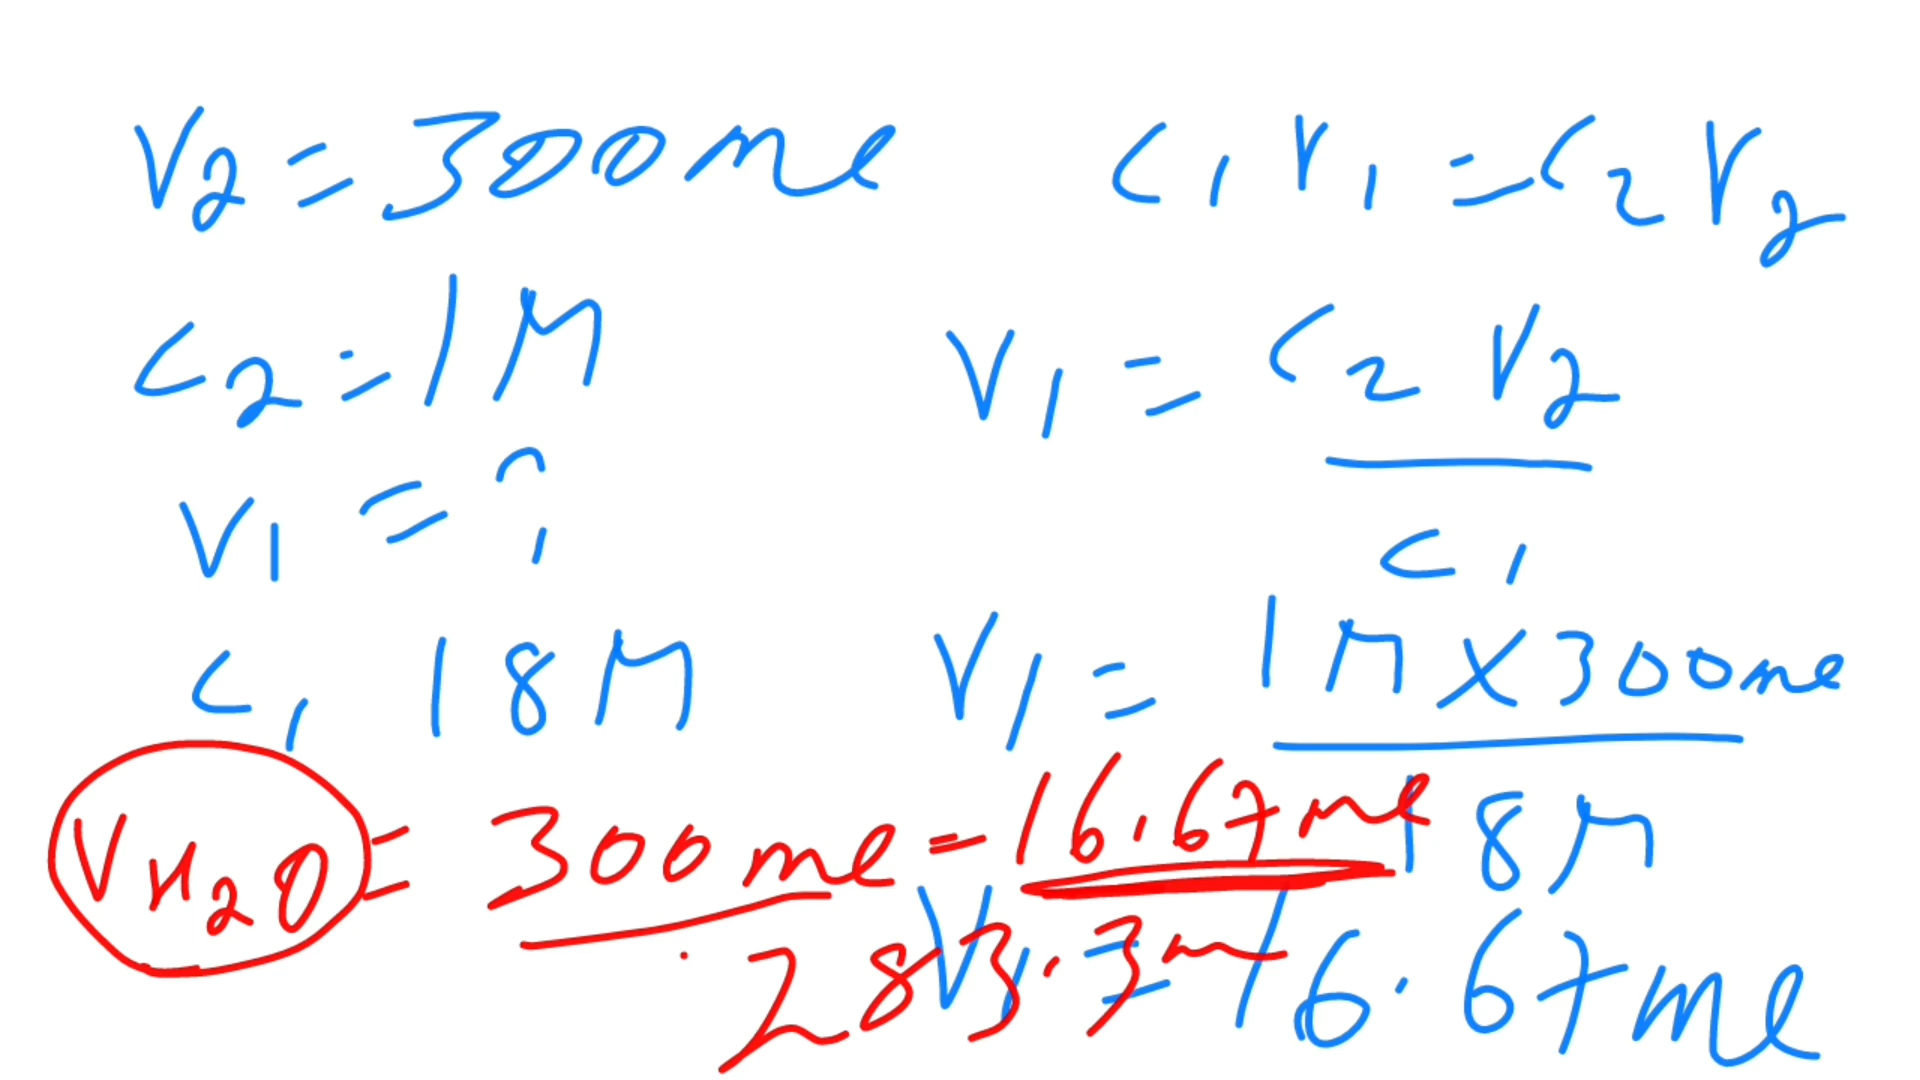 V2 = 300ml
C1V1 = C2V2
C2 = 1M
V1 = C2V2
C1
V1 = ?
C1 18M
V1 = 1M X 300ml
18M
V1 = 16.67ml
VH2O = 300ml = 16.67ml
283.3m